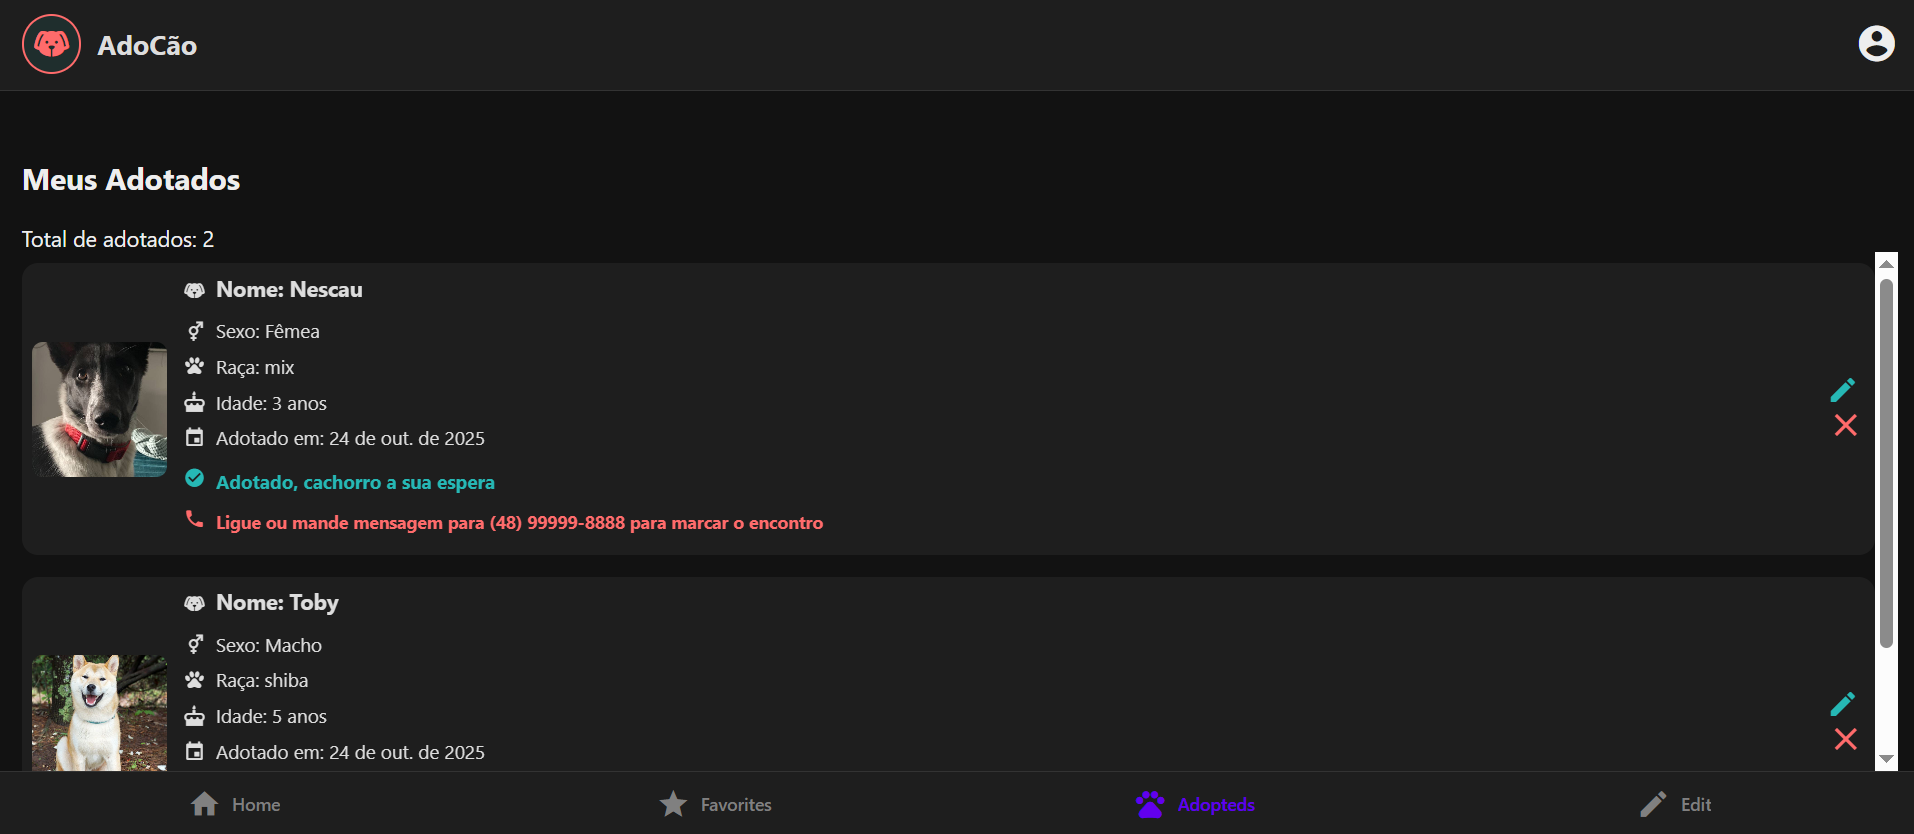 AdoCão
Meus Adotados
Total de adotados: 2
Nome: Nescau
Sexo: Fêmea
Raça: mix
Idade: 3 anos
Adotado em: 24 de out. de 2025
Adotado, cachorro a sua espera
Ligue ou mande mensagem para (48) 99999-8888 para marcar o encontro
Nome: Toby
Sexo: Macho
Raça: shiba
Idade: 5 anos
Adotado em: 24 de out. de 2025
Home
Favorites
Adopteds
Edit